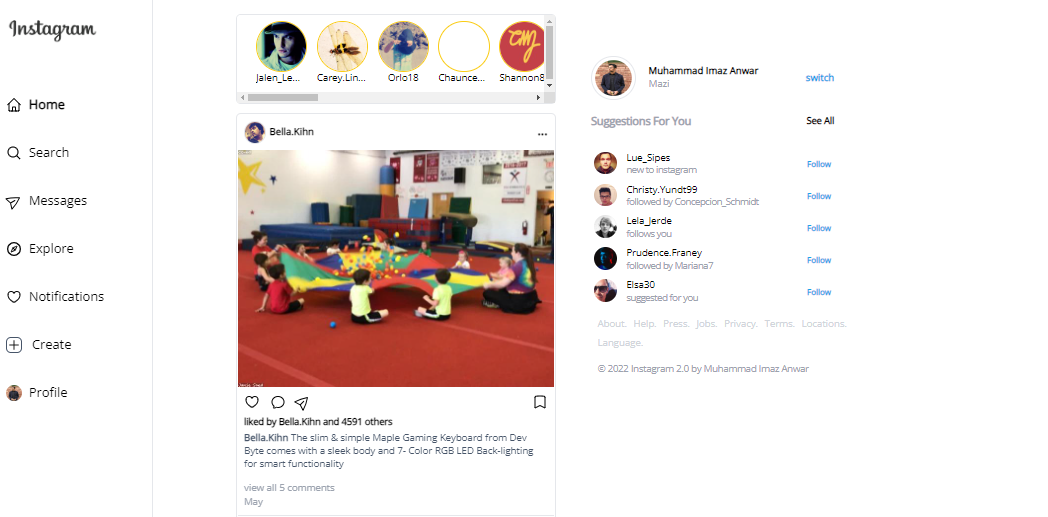 Instagram
Home
Search
Messages
Explore
Notifications
Create
Profile
Jalen_Le...
Carey.Lin...
Orlo18
Chaunce...
Shannon8
Bella.Kihn
...
liked by Bella.Kihn and 4591 others
Bella.Kihn The slim & simple Maple Gaming Keyboard from Dev
Byte comes with a sleek body and 7- Color RGB LED Back-lighting
for smart functionality
view all 5 comments
May
Muhammad Imaz Anwar
Mazi
switch
Suggestions For You
See All
Lue_Sipes
new to instagram
Follow
Christy.Yundt99
followed by Concepcion_Schmidt
Follow
Lela_Jerde
follows you
Follow
Prudence.Franey
followed by Mariana7
Follow
Elsa30
suggested for you
Follow
About. Help. Press. Jobs. Privacy. Terms. Locations.
Language.
© 2022 Instagram 2.0 by Muhammad Imaz Anwar